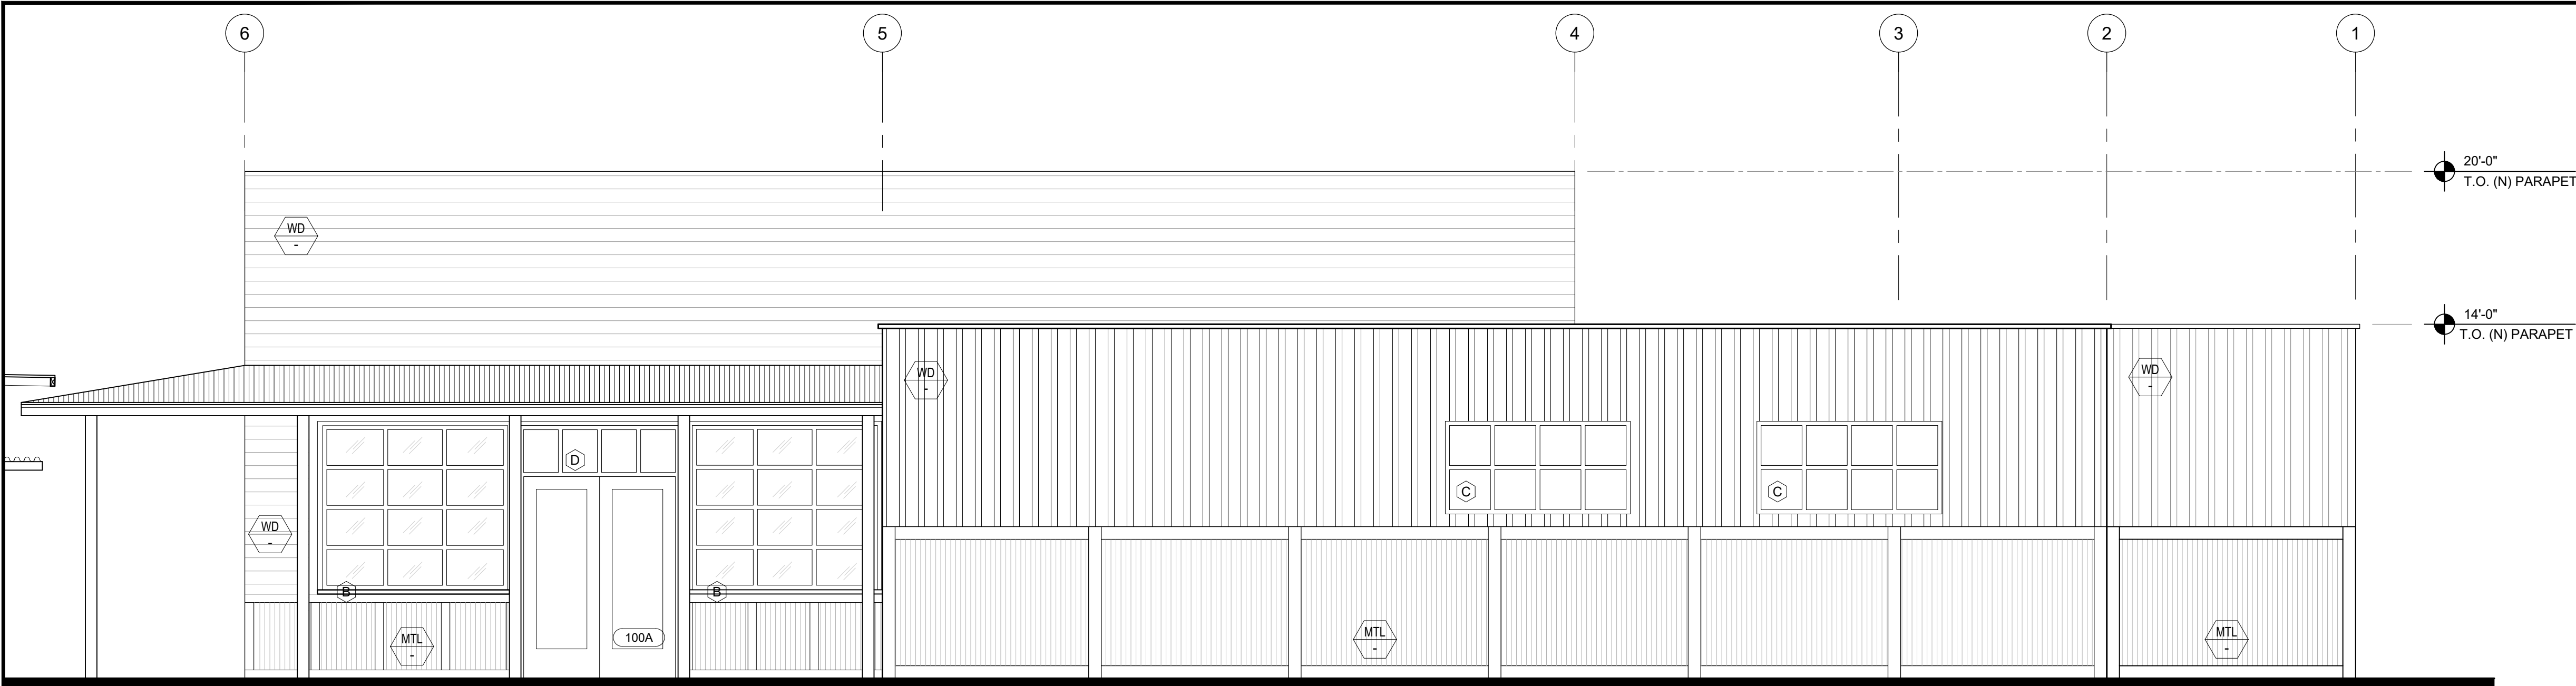 6
5
4
3
2
1
20'-0"
T.O. (N) PARAPET
WD
-
14'-0"
T.O. (N) PARAPET
WD
-
WD
-
D
C
C
WD
-
B
B
MTL
-
100A
MTL
-
MTL
-